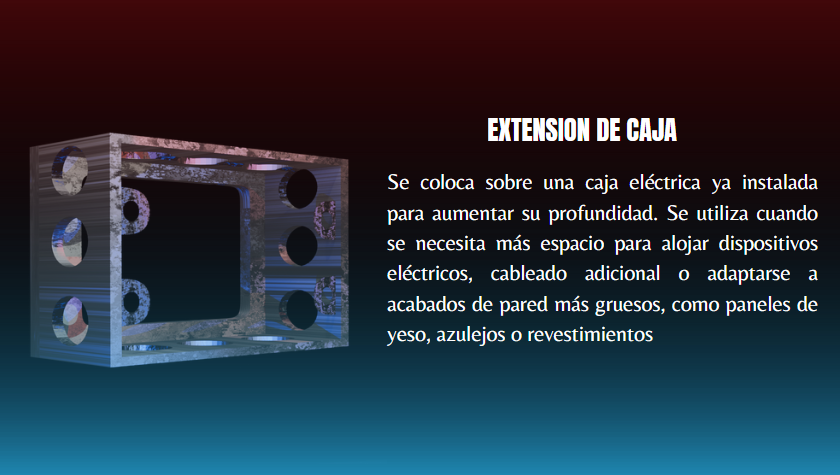 EXTENSION DE CAJA
Se coloca sobre una caja eléctrica ya instalada
para aumentar su profundidad. Se utiliza cuando
se necesita más espacio para alojar dispositivos
eléctricos, cableado adicional o adaptarse a
acabados de pared más gruesos, como paneles de
yeso, azulejos o revestimientos